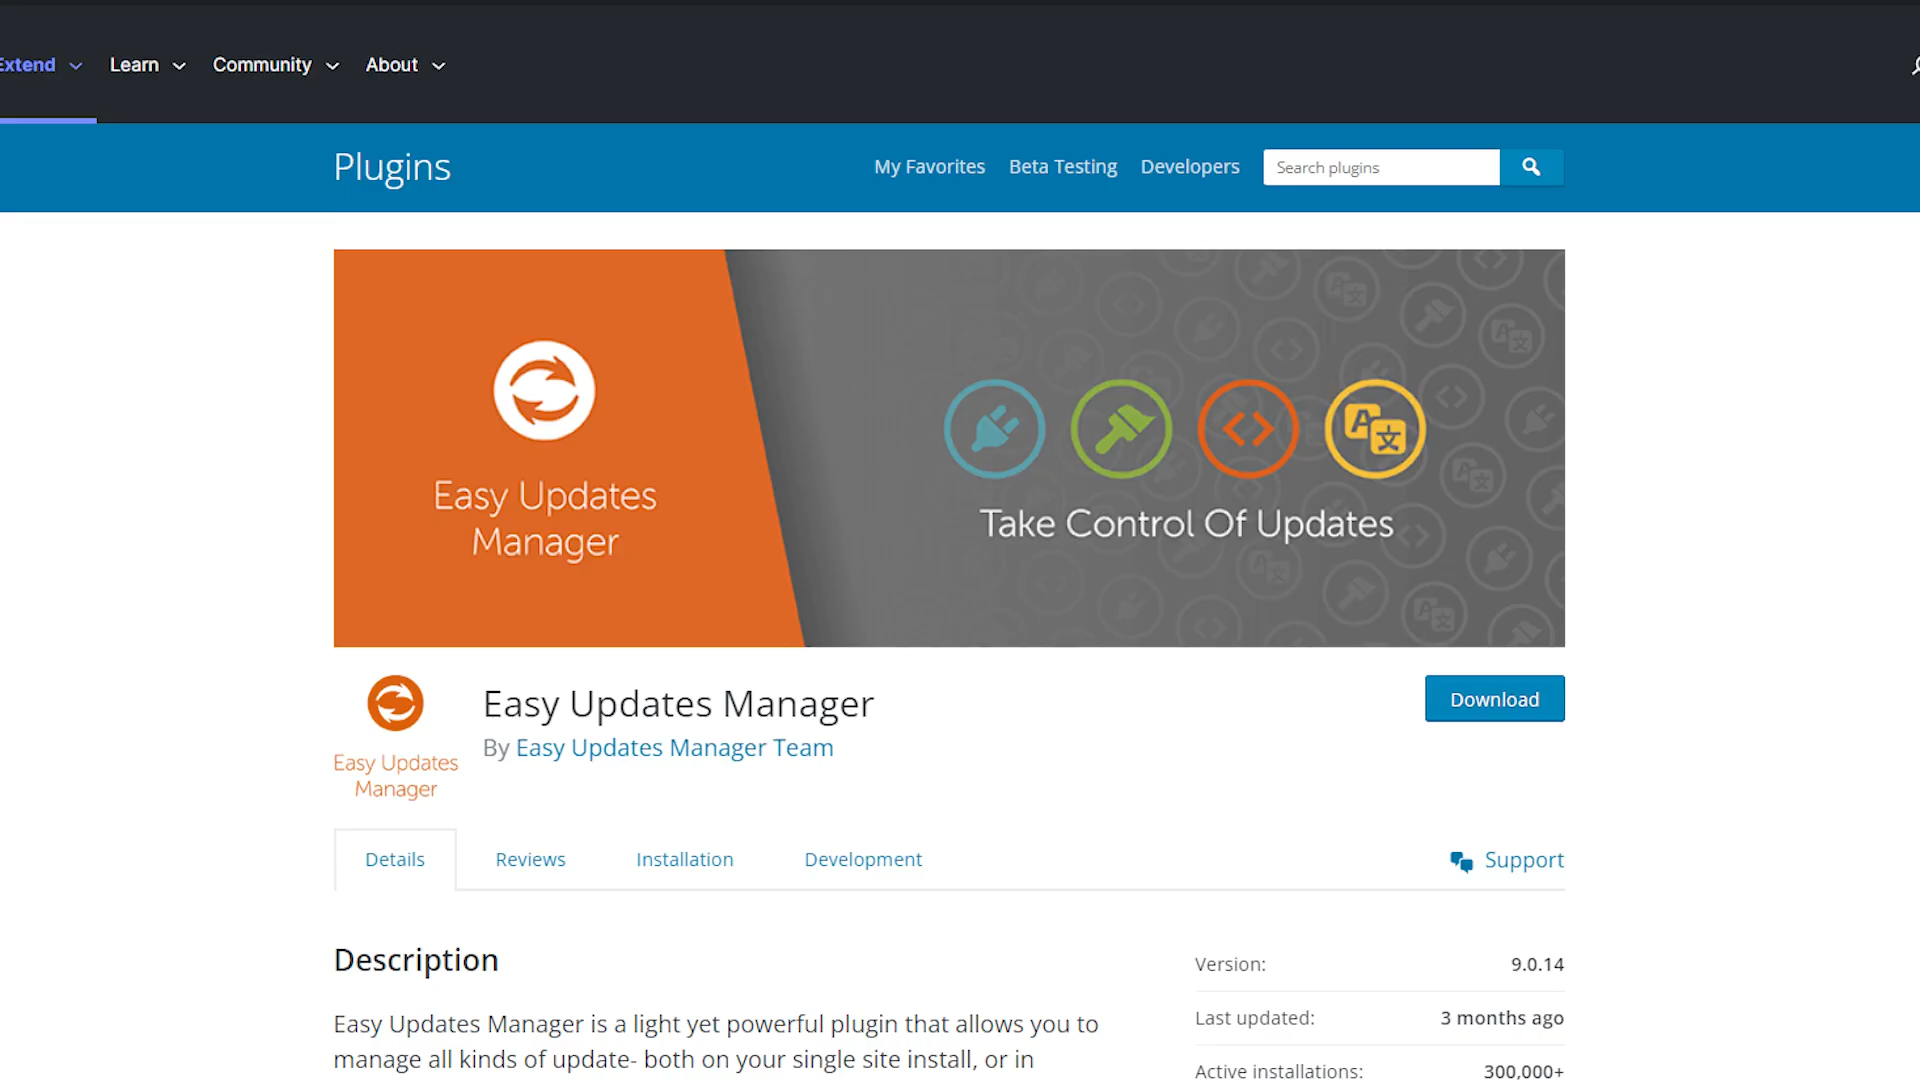 Extend Learn Community About
Plugins
My Favorites Beta Testing Developers Search plugins
Easy Updates
Manager
Take Control Of Updates
Easy Updates Manager
Download
By Easy Updates Manager Team
Easy Updates
Manager
Details Reviews Installation Development Support
Description
Version: 9.0.14
Easy Updates Manager is a light yet powerful plugin that allows you to
Last updated: 3 months ago
manage all kinds of update- both on your single site install, or in
Active installations: 300,000+